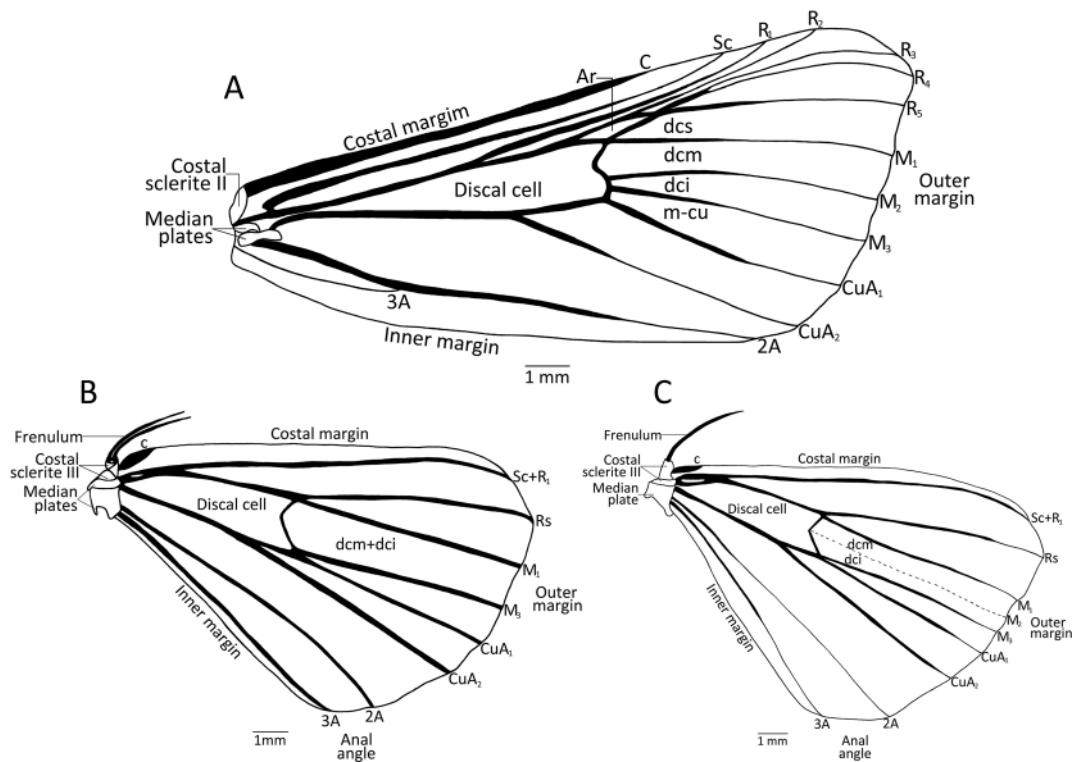 A
Costal margim
C
Sc
R₁
R₂
R₃
R₄
R₅
Ar
Costal
sclerite II
Median
plates
Discal cell
dcs
dcm
dci
m-cu
M₁
Outer
margin
M₂
M₃
CuA₁
CuA₂
2A
3A
Inner margin
1 mm
B
Frenulum
c
Costal margin
Costal
sclerite III
Median
plates
Discal cell
dcm+dci
Sc+R₁
Rs
M₁
Outer
margin
M₃
CuA₁
CuA₂
Inner margin
3A
2A
Anal
angle
1mm
C
Frenulum
c
Costal margin
Costal
sclerite III
Median
plate
Discal cell
dcm
dci
Sc+R₁
Rs
M₁
M₂
Outer
margin
M₃
CuA₁
CuA₂
Inner margin
3A
2A
Anal
angle
1 mm